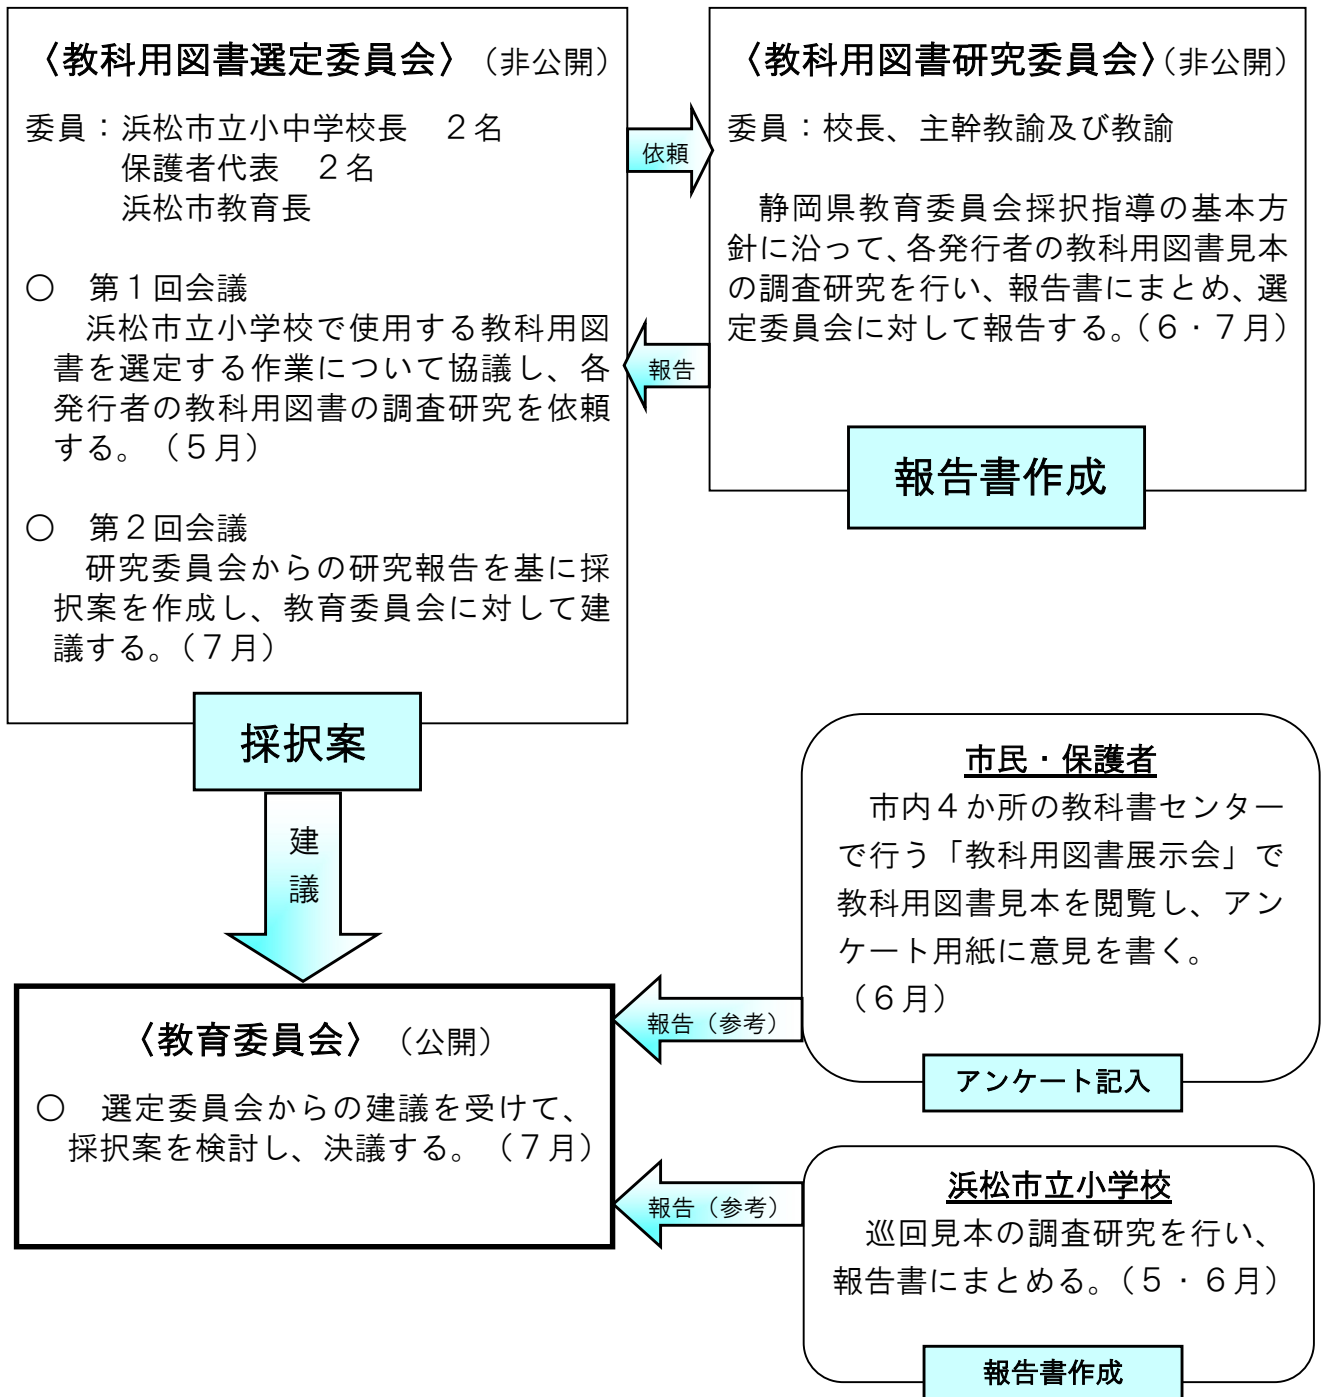 〈教科用図書選定委員会〉（非公開）
委員：浜松市立小中学校長　２名
保護者代表　２名
浜松市教育長
○　第１回会議
浜松市立小学校で使用する教科用図
書を選定する作業について協議し、各
発行者の教科用図書の調査研究を依頼
する。（５月）
○　第２回会議
研究委員会からの研究報告を基に採
択案を作成し、教育委員会に対して建
議する。（７月）
採択案
依頼
報告
〈教科用図書研究委員会〉（非公開）
委員：校長、主幹教諭及び教諭
静岡県教育委員会採択指導の基本方
針に沿って、各発行者の教科用図書見本
の調査研究を行い、報告書にまとめ、選
定委員会に対して報告する。（６・７月）
報告書作成
建
議
〈教育委員会〉（公開）
○　選定委員会からの建議を受けて、
採択案を検討し、決議する。（７月）
市民・保護者
市内４か所の教科書センター
で行う「教科用図書展示会」で
教科用図書見本を閲覧し、アン
ケート用紙に意見を書く。
（６月）
アンケート記入
報告（参考）
浜松市立小学校
巡回見本の調査研究を行い、
報告書にまとめる。（５・６月）
報告書作成
報告（参考）